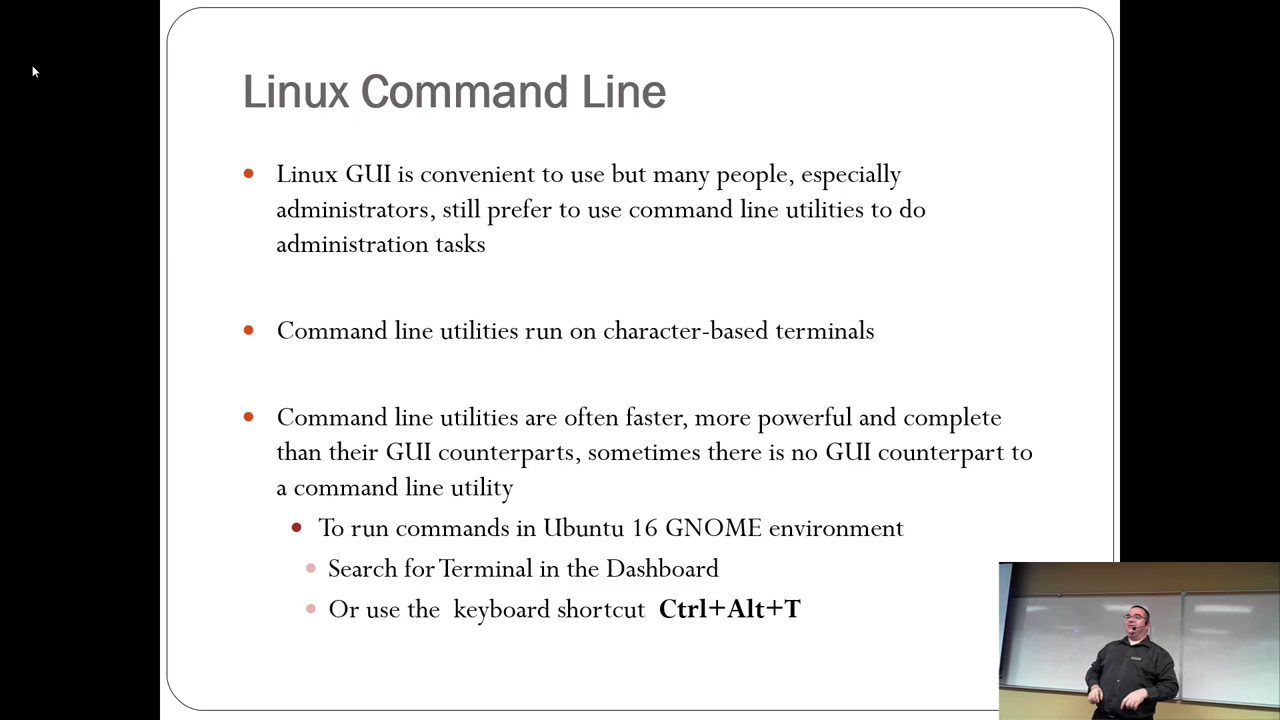 Linux Command Line
Linux GUI is convenient to use but many people, especially
administrators, still prefer to use command line utilities to do
administration tasks
Command line utilities run on character-based terminals
Command line utilities are often faster, more powerful and complete
than their GUI counterparts, sometimes there is no GUI counterpart to
a command line utility
To run commands in Ubuntu 16 GNOME environment
Search for Terminal in the Dashboard
Or use the keyboard shortcut Ctrl+Alt+T